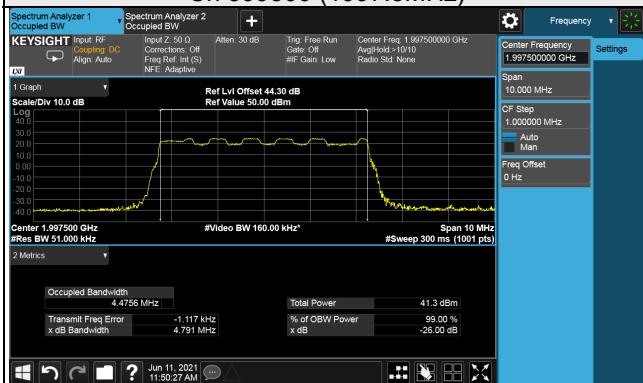 Spectrum Analyzer 1
Occupied BW
Spectrum Analyzer 2
Occupied BW
+
Frequency
KEYSIGHT
Input: RF
Coupling: DC
Align: Auto
LXI
Input Z: 50 Ω
Corrections: Off
Freq Ref: Int (S)
NFE: Adaptive
Atten: 30 dB
Trig: Free Run
Gate: Off
#IF Gain: Low
Center Freq: 1.997500000 GHz
Avg|Hold:>10/10
Radio Std: None
Center Frequency
1.997500000 GHz
Settings
Span
10.000 MHz
CF Step
1.000000 MHz
Auto
Man
Freq Offset
0 Hz
1 Graph
Scale/Div 10.0 dB
Ref Lvl Offset 44.30 dB
Ref Value 50.00 dBm
Log
40.0
30.0
20.0
10.0
0.00
-10.0
-20.0
-30.0
-40.0
Center 1.997500 GHz
#Video BW 160.00 kHz*
Span 10 MHz
#Res BW 51.000 kHz
#Sweep 300 ms (1001 pts)
2 Metrics
Occupied Bandwidth
4.4756 MHz
Total Power 41.3 dBm
Transmit Freq Error -1.117 kHz
% of OBW Power 99.00 %
x dB Bandwidth 4.791 MHz
x dB -26.00 dB
?
Jun 11, 2021
11:50:27 AM